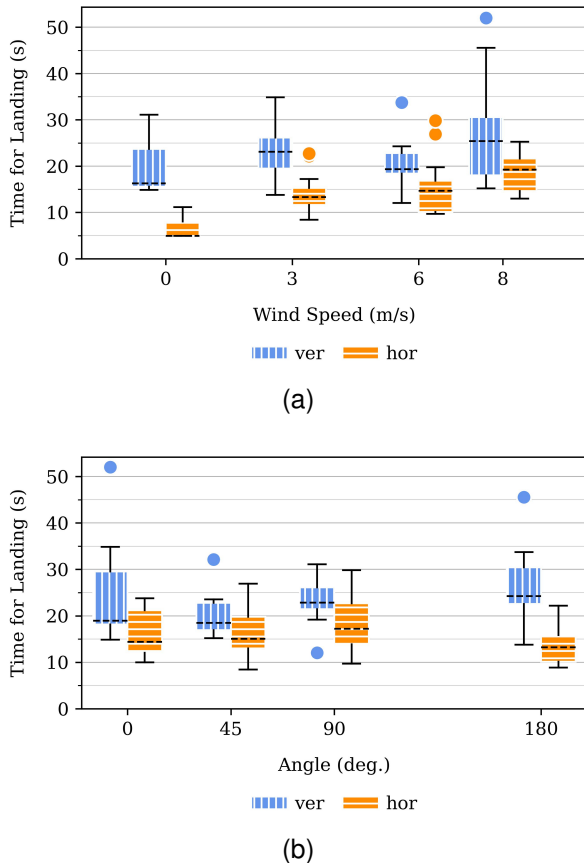 50
40
30
20
10
0
Time for Landing (s)
0 3 6 8
Wind Speed (m/s)
ver hor
(a)
50
40
30
20
10
0
Time for Landing (s)
0 45 90 180
Angle (deg.)
ver hor
(b)